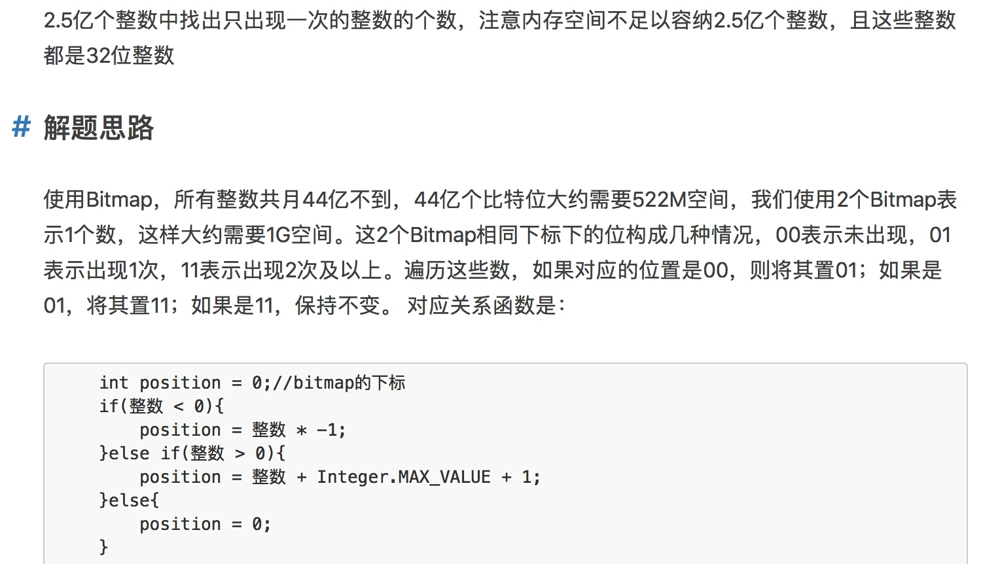 2.5亿个整数中找出只出现一次的整数的个数，注意内存空间不足以容纳2.5亿个整数，且这些整数
都是32位整数
# 解题思路
使用Bitmap，所有整数共月44亿不到，44亿个比特位大约需要522M空间，我们使用2个Bitmap表
示1个数，这样大约需要1G空间。这2个Bitmap相同下标下的位构成几种情况，00表示未出现，01
表示出现1次，11表示出现2次及以上。遍历这些数，如果对应的位置是00，则将其置01；如果是
01，将其置11；如果是11，保持不变。 对应关系函数是：
int position = 0;//bitmap的下标
if(整数 < 0){
position = 整数 * -1;
}else if(整数 > 0){
position = 整数 + Integer.MAX_VALUE + 1;
}else{
position = 0;
}